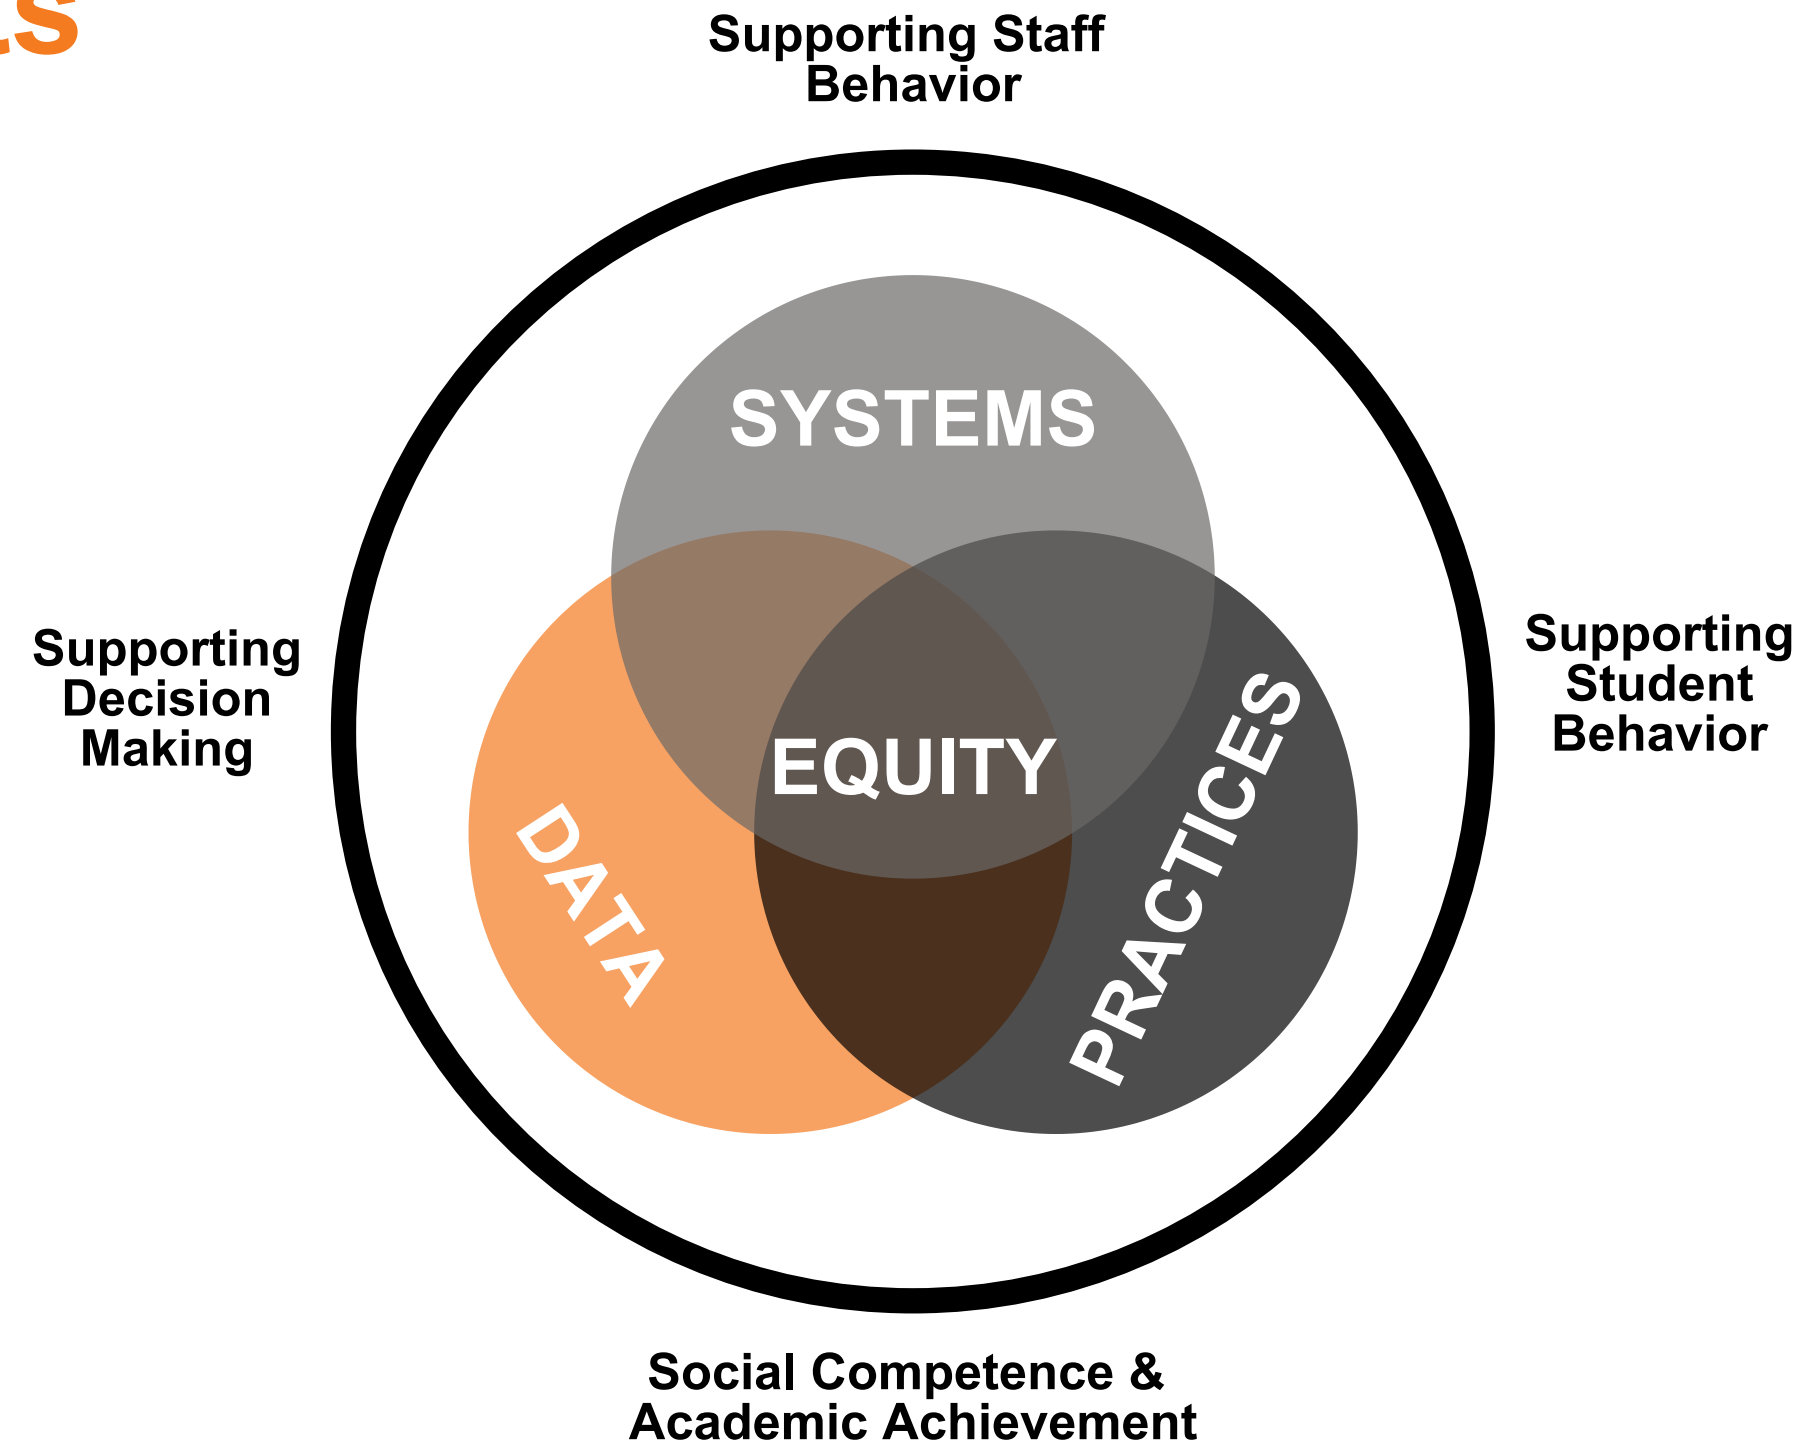 Supporting Staff
Behavior
SYSTEMS
Supporting
Decision
Making
Supporting
Student
Behavior
EQUITY
DATA
PRACTICES
Social Competence &
Academic Achievement